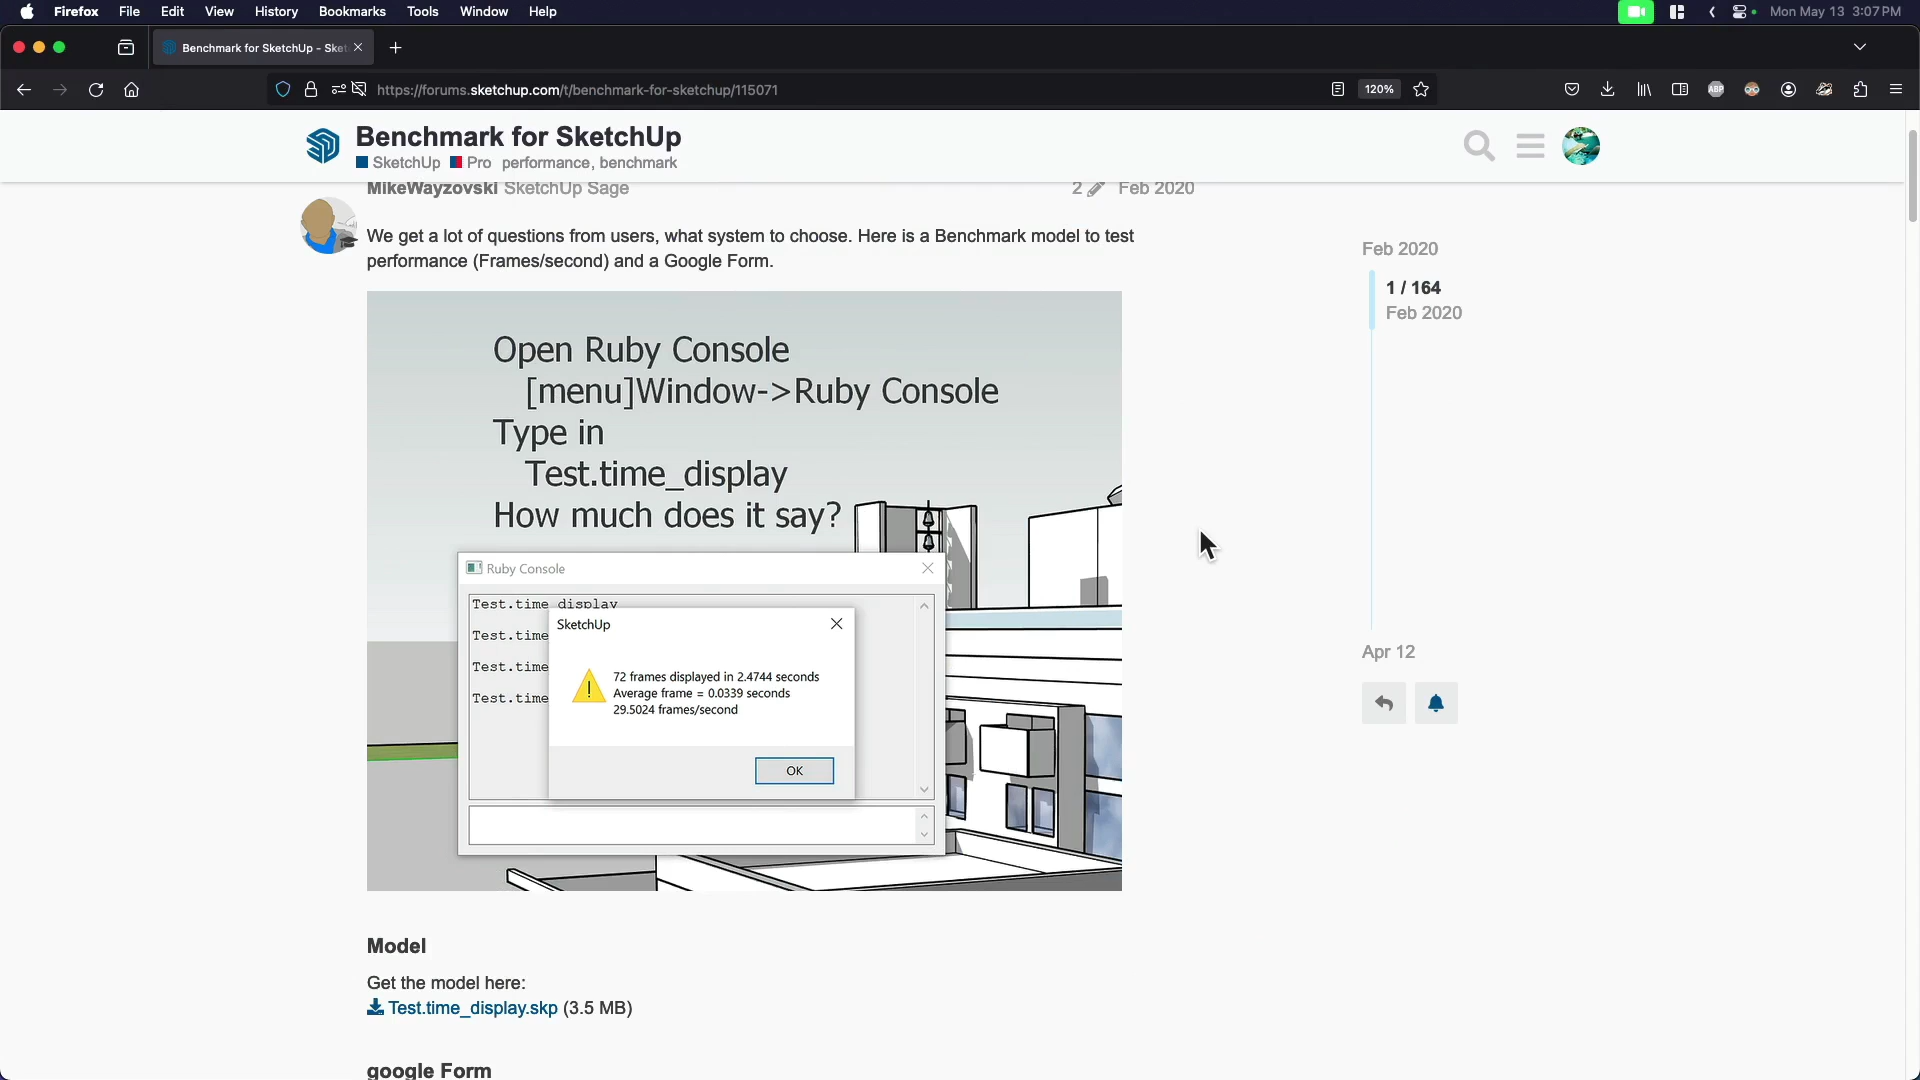 Firefox File Edit View History Bookmarks Tools Window Help
Mon May 13 3:07 PM
Benchmark for SketchUp - Sket
https://forums.sketchup.com/t/benchmark-for-sketchup/115071
120%
ABP
Benchmark for SketchUp
SketchUp Pro performance, benchmark
MikeWayzovski SketchUp Sage
2 Feb 2020
We get a lot of questions from users, what system to choose. Here is a Benchmark model to test
performance (Frames/second) and a Google Form.
Open Ruby Console
[menu]Window->Ruby Console
Type in
Test.time_display
How much does it say?
Ruby Console
Test.time_display
Test.time
Test.time
Test.time
SketchUp
72 frames displayed in 2.4744 seconds
Average frame = 0.0339 seconds
29.5024 frames/second
OK
Model
Get the model here:
Test.time_display.skp (3.5 MB)
google Form
Feb 2020
1 / 164
Feb 2020
Apr 12